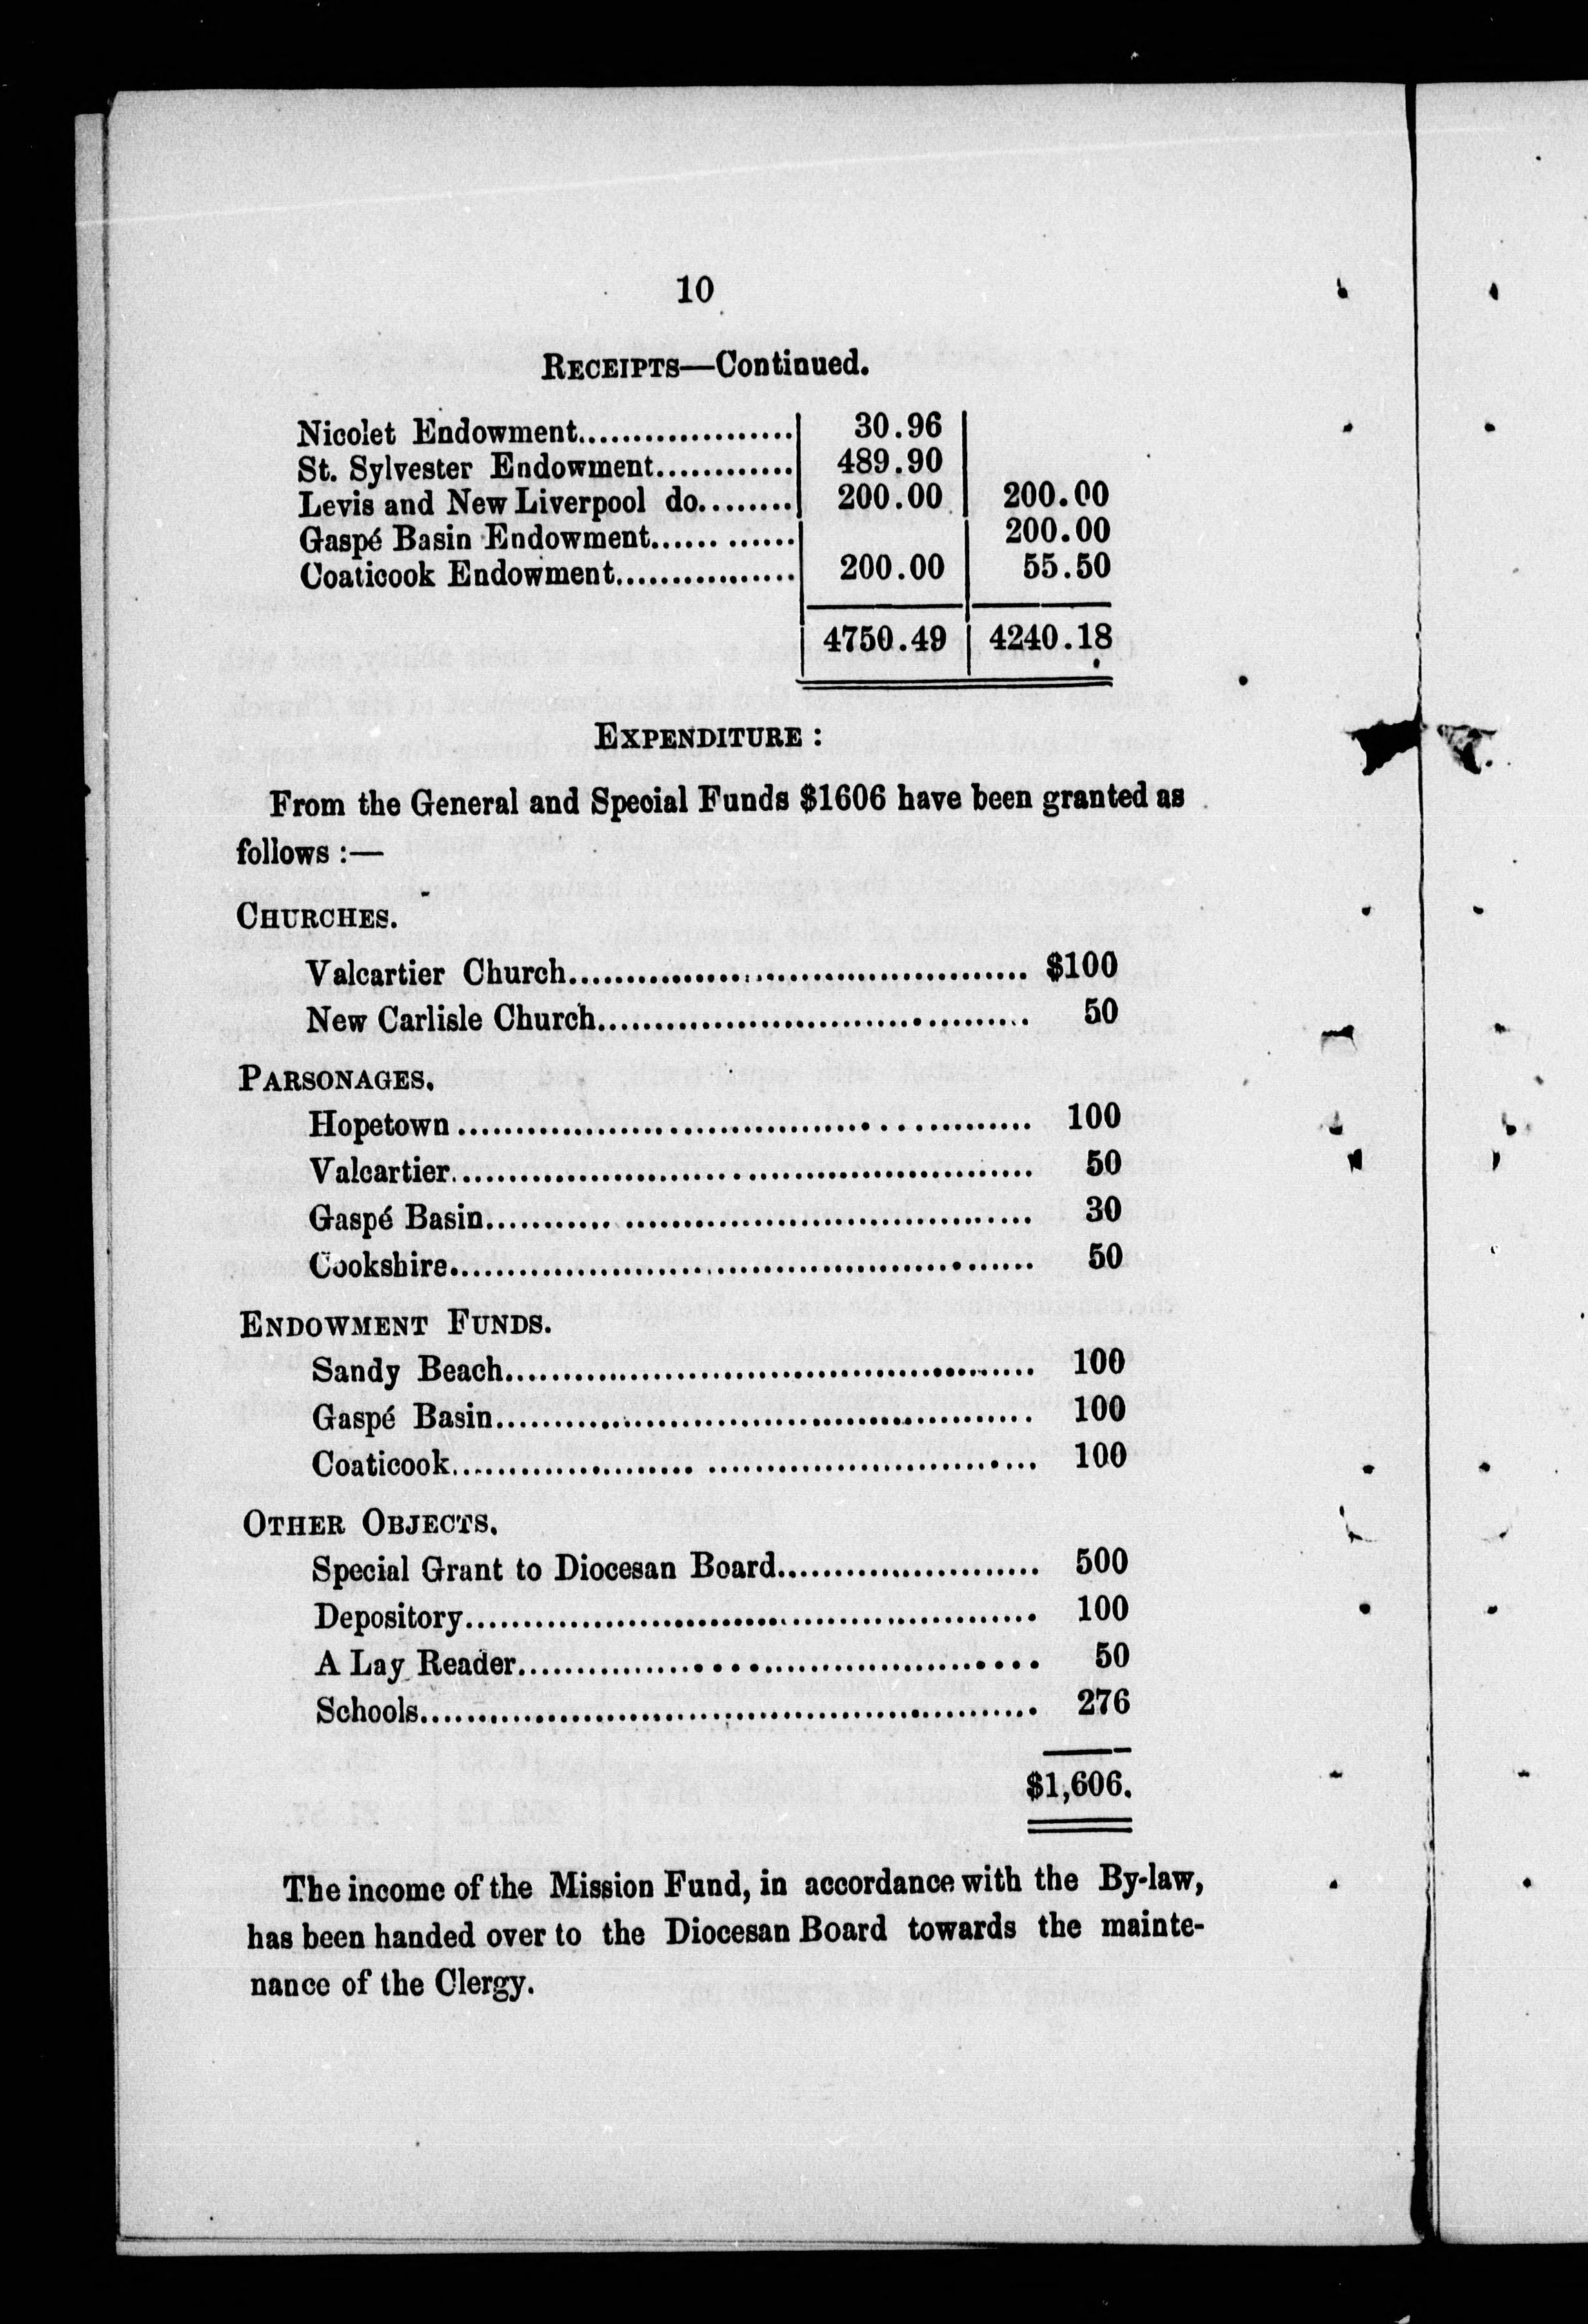 10
RECEIPTS—Continued.
Nicolet Endowment.................... 30.96
St. Sylvester Endowment............. 489.90
Levis and New Liverpool do......... 200.00 200.00
Gaspé Basin Endowment...... ...... 200.00
Coaticook Endowment................. 200.00 55.50
4750.49 4240.18
EXPENDITURE :
From the General and Special Funds $1606 have been granted as
follows :—
CHURCHES.
Valcartier Church........................................ $100
New Carlisle Church..................................... 50
PARSONAGES.
Hopetown ................................................. 100
Valcartier.................................................. 50
Gaspé Basin........... ................................... 30
Cookshire.................................................. 50
ENDOWMENT FUNDS.
Sandy Beach.............................................. 100
Gaspé Basin.............................................. 100
Coaticook..................... ............................ 100
OTHER OBJECTS.
Special Grant to Diocesan Board....................... 500
Depository................................................. 100
A Lay Reader............................................. 50
Schools..................................................... 276
$1,606.
The income of the Mission Fund, in accordance with the By-law,
has been handed over to the Diocesan Board towards the mainte-
nance of the Clergy.